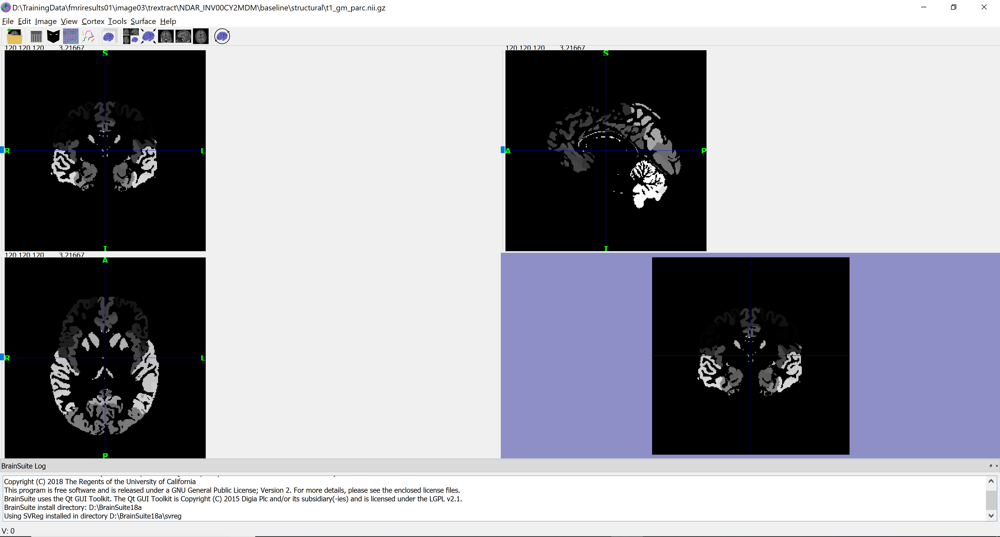 D:\TrainingData\fmriresults01\image03\trextract\NDAR_INV00CY2MDM\baseline\structural\t1_gm_parc.nii.gz
File Edit Image View Cortex Tools Surface Help
120 120 120 3.21667
S
R
L
I
120 120 120 3.21667
S
A
P
I
120 120 120 3.21667
A
R
L
P
BrainSuite Log
Copyright (C) 2018 The Regents of the University of California
This program is free software and is released under a GNU General Public License; Version 2. For more details, please see the enclosed license files.
BrainSuite uses the Qt GUI Toolkit. The Qt GUI Toolkit is Copyright (C) 2015 Digia Plc and/or its subsidiary(-ies) and is licensed under the LGPL v2.1.
BrainSuite install directory: D:\BrainSuite18a
Using SVReg installed in directory D:\BrainSuite18a\svreg
V: 0